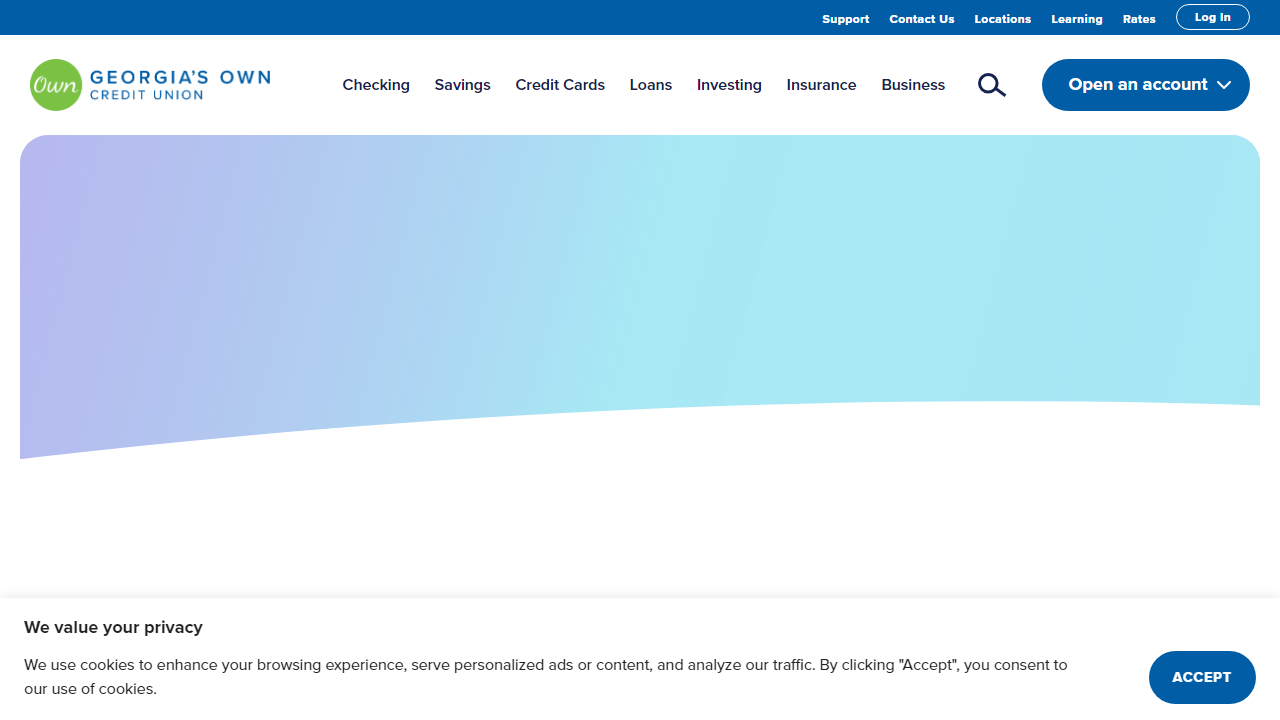 Support Contact Us Locations Learning Rates Log In
Own GEORGIA'S OWN
CREDIT UNION
Checking Savings Credit Cards Loans Investing Insurance Business Open an account
We value your privacy
We use cookies to enhance your browsing experience, serve personalized ads or content, and analyze our traffic. By clicking "Accept", you consent to
our use of cookies.
ACCEPT